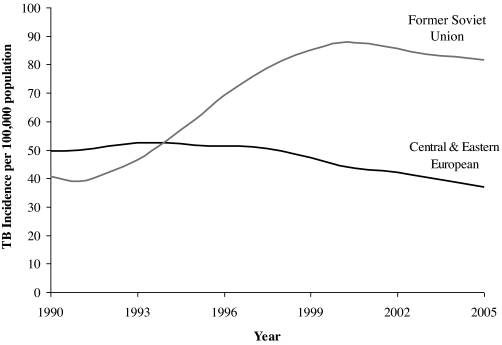 100
90
80
70
60
50
40
30
20
10
0
TB Incidence per 100,000 population
Former Soviet
Union
Central & Eastern
European
1990 1993 1996 1999 2002 2005
Year